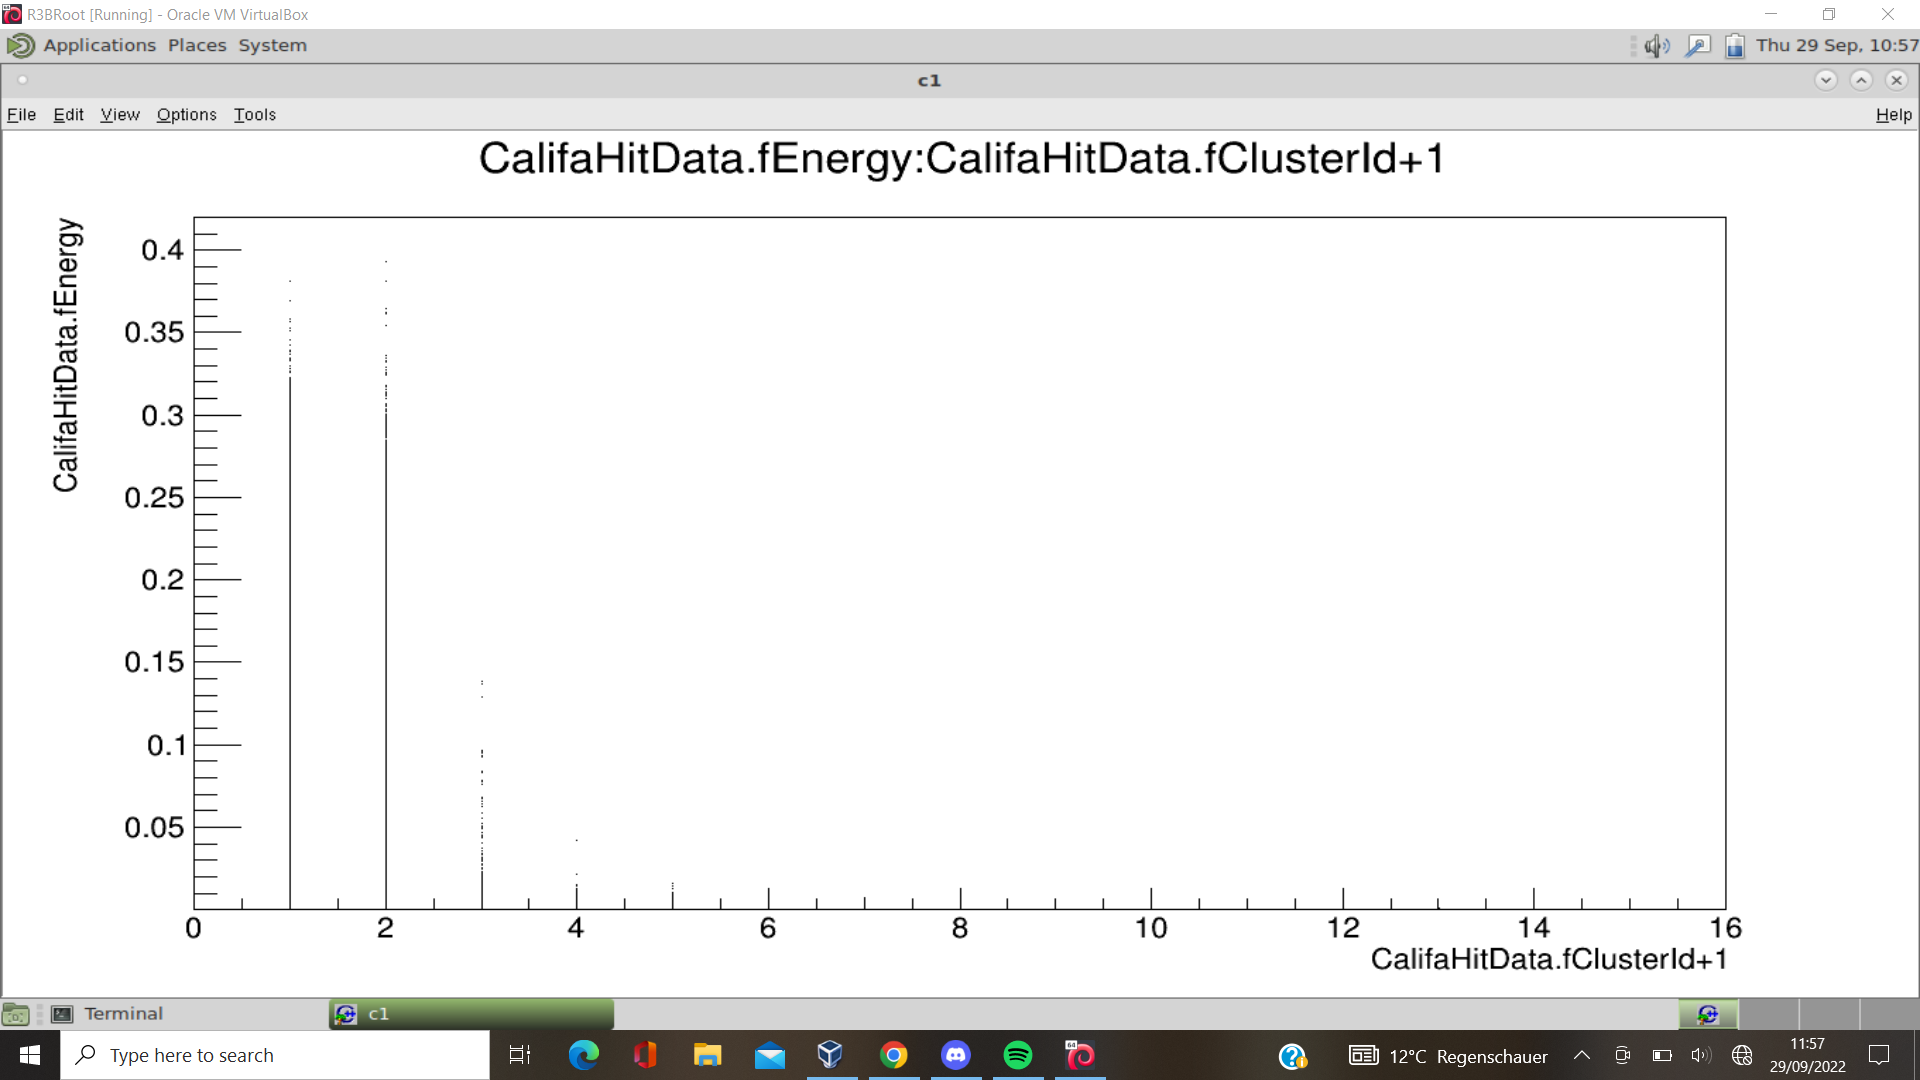 R3BRoot [Running] - Oracle VM VirtualBox
Applications Places System
Thu 29 Sep, 10:57
c1
File Edit View Options Tools
Help
CalifaHitData.fEnergy:CalifaHitData.fClusterId+1
CalifaHitData.fEnergy
0.4
0.35
0.3
0.25
0.2
0.15
0.1
0.05
0 2 4 6 8 10 12 14 16
CalifaHitData.fClusterId+1
Terminal
c1
Type here to search
12°C Regenschauer
11:57
29/09/2022